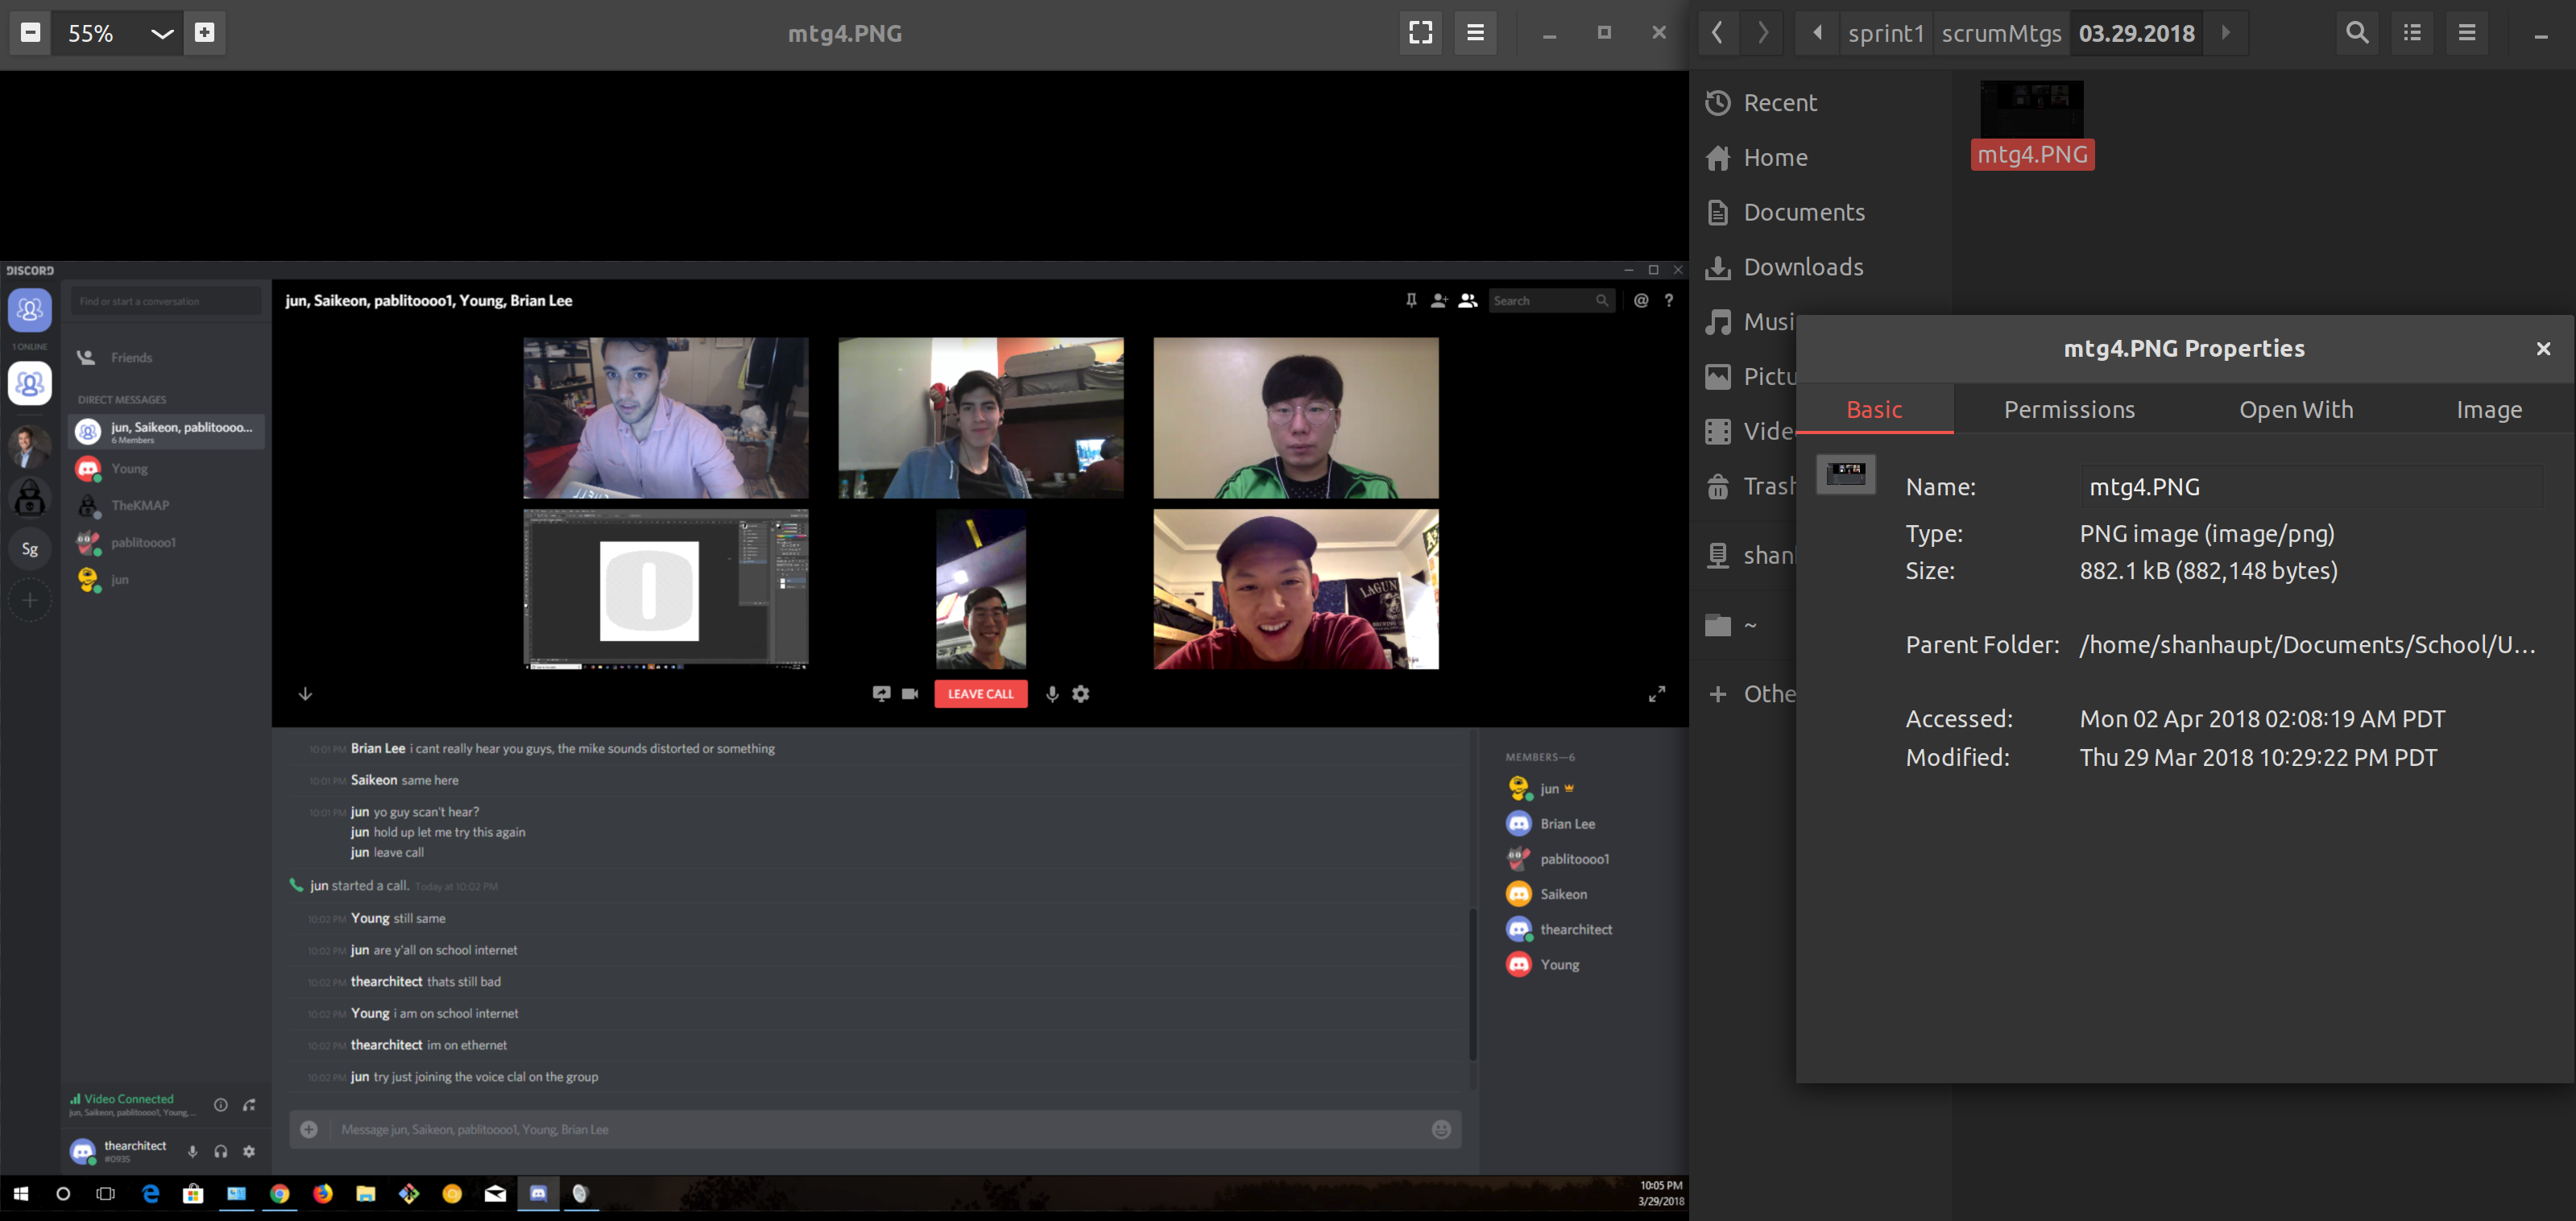 55%
mtg4.PNG
DISCORD
Find or start a conversation
1 ONLINE
Friends
DIRECT MESSAGES
jun, Saikeon, pablitoooo...
6 Members
Young
TheKMAP
pablitoooo1
jun
Sg
jun, Saikeon, pablitoooo1, Young, Brian Lee
Search
LAGUN
LEAVE CALL
10:01 PM Brian Lee i cant really hear you guys, the mike sounds distorted or something
10:01 PM Saikeon same here
10:01 PM jun yo guy scan't hear?
jun hold up let me try this again
jun leave call
jun started a call. Today at 10:02 PM
10:02 PM Young still same
10:02 PM jun are y'all on school internet
10:02 PM thearchitect thats still bad
10:02 PM Young i am on school internet
10:02 PM thearchitect im on ethernet
10:02 PM jun try just joining the voice clal on the group
Message jun, Saikeon, pablitoooo1, Young, Brian Lee
MEMBERS—6
jun
Brian Lee
pablitoooo1
Saikeon
thearchitect
Young
Video Connected
jun, Saikeon, pablitoooo1, Young, ...
thearchitect
#0935
10:05 PM
3/29/2018
sprint1 scrumMtgs 03.29.2018
Recent
Home
Documents
Downloads
Musi
Pictu
Vide
Trash
shanh
~
Othe
mtg4.PNG
mtg4.PNG Properties
Basic Permissions Open With Image
Name: mtg4.PNG
Type: PNG image (image/png)
Size: 882.1 kB (882,148 bytes)
Parent Folder: /home/shanhaupt/Documents/School/U...
Accessed: Mon 02 Apr 2018 02:08:19 AM PDT
Modified: Thu 29 Mar 2018 10:29:22 PM PDT